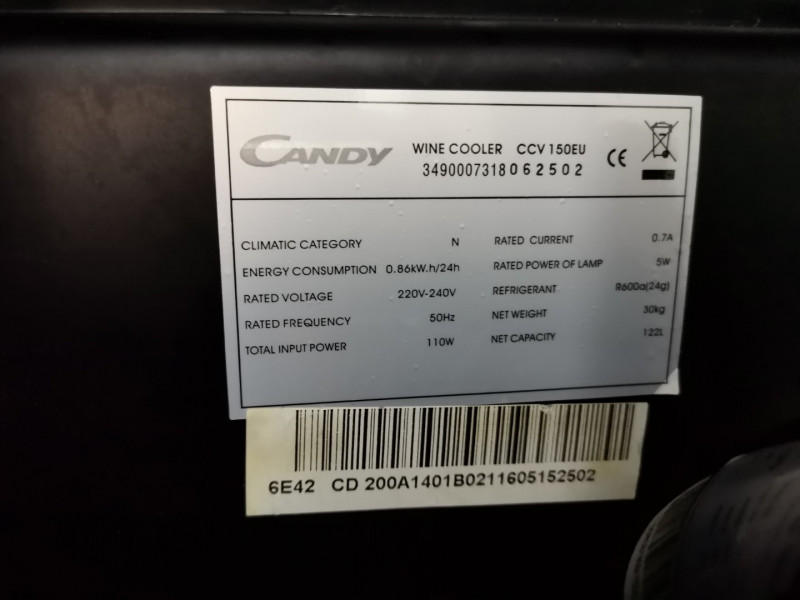 CANDY
WINE COOLER CCV 150EU
3490007318 062502
CE
CLIMATIC CATEGORY N
ENERGY CONSUMPTION 0.86kW.h/24h
RATED VOLTAGE 220V-240V
RATED FREQUENCY 50Hz
TOTAL INPUT POWER 110W
RATED CURRENT 0.7A
RATED POWER OF LAMP 5W
REFRIGERANT R600a(24g)
NET WEIGHT 30kg
NET CAPACITY 122L
6E42 CD 200A1401B0211605152502